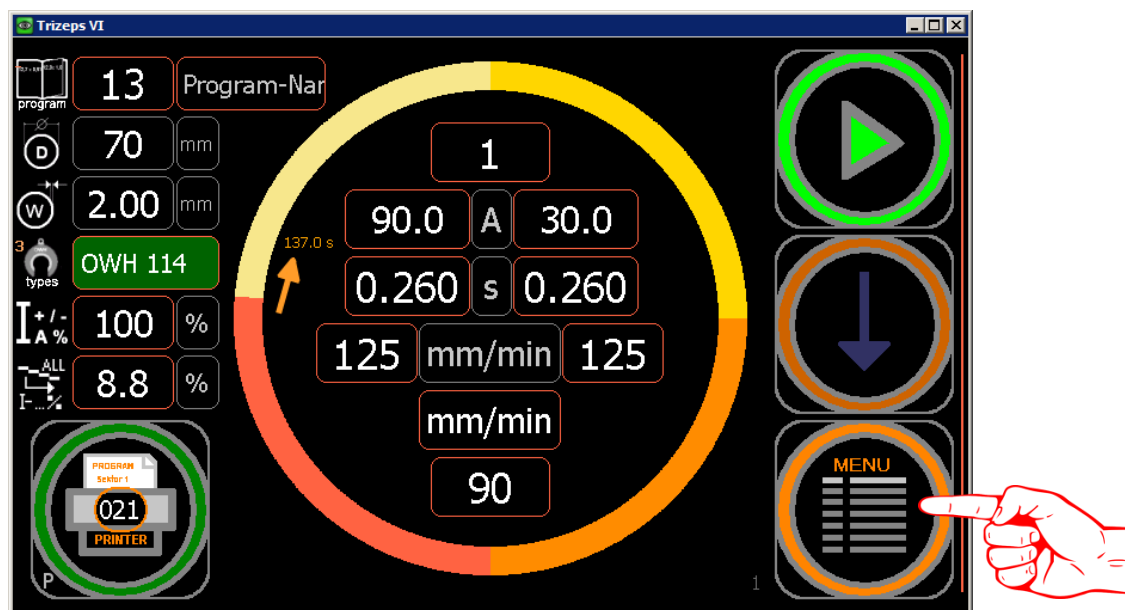 Trizeps VI
program
13
Program-Nar
D
70
mm
W
2.00
mm
3
types
OWH 114
I + / -
A %
100
%
ALL
I-...⁒
8.8
%
PROGRAM
Sektor 1
021
PRINTER
P
137.0 s
1
90.0 A 30.0
0.260 s 0.260
125 mm/min 125
mm/min
90
MENU
1